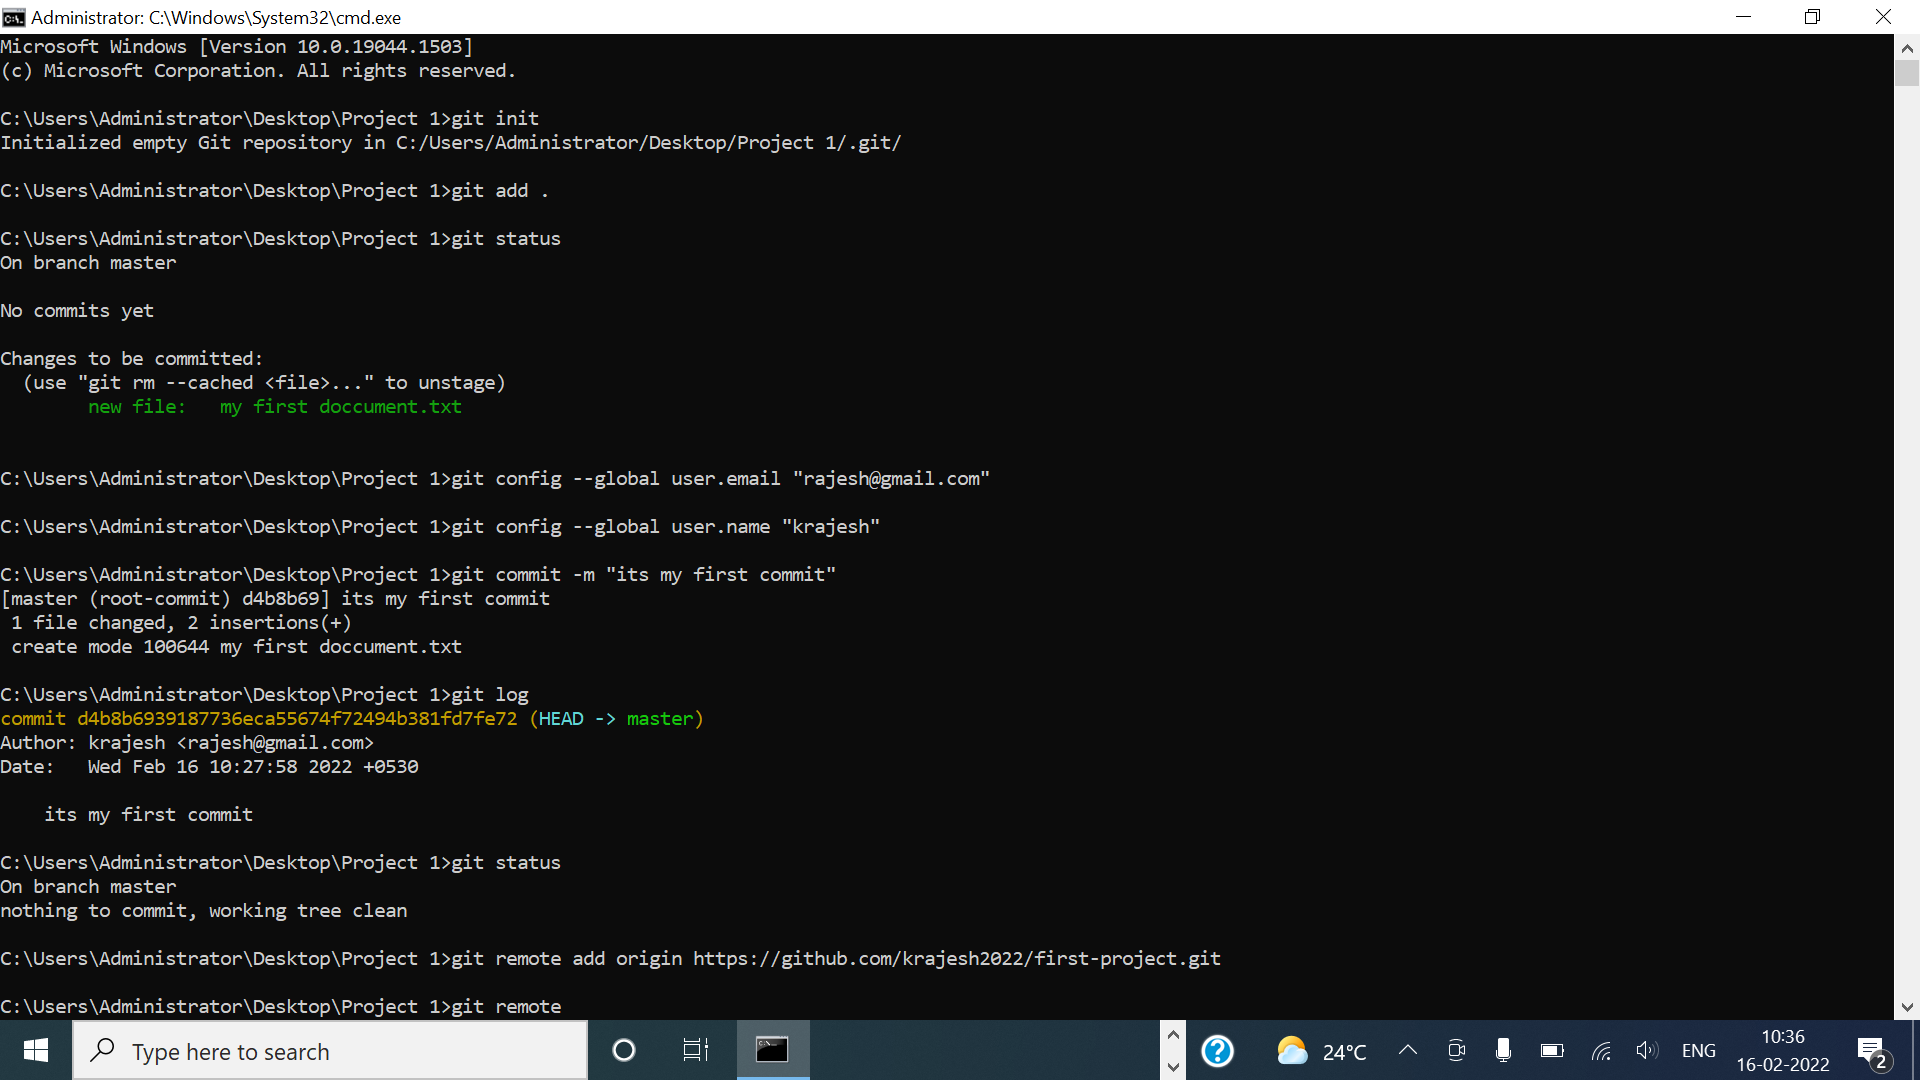 Administrator: C:\Windows\System32\cmd.exe
Microsoft Windows [Version 10.0.19044.1503]
(c) Microsoft Corporation. All rights reserved.
C:\Users\Administrator\Desktop\Project 1>git init
Initialized empty Git repository in C:/Users/Administrator/Desktop/Project 1/.git/
C:\Users\Administrator\Desktop\Project 1>git add .
C:\Users\Administrator\Desktop\Project 1>git status
On branch master
No commits yet
Changes to be committed:
  (use "git rm --cached <file>..." to unstage)
        new file:   my first doccument.txt
C:\Users\Administrator\Desktop\Project 1>git config --global user.email "rajesh@gmail.com"
C:\Users\Administrator\Desktop\Project 1>git config --global user.name "krajesh"
C:\Users\Administrator\Desktop\Project 1>git commit -m "its my first commit"
[master (root-commit) d4b8b69] its my first commit
 1 file changed, 2 insertions(+)
 create mode 100644 my first doccument.txt
C:\Users\Administrator\Desktop\Project 1>git log
commit d4b8b6939187736eca55674f72494b381fd7fe72 (HEAD -> master)
Author: krajesh <rajesh@gmail.com>
Date:   Wed Feb 16 10:27:58 2022 +0530
    its my first commit
C:\Users\Administrator\Desktop\Project 1>git status
On branch master
nothing to commit, working tree clean
C:\Users\Administrator\Desktop\Project 1>git remote add origin https://github.com/krajesh2022/first-project.git
C:\Users\Administrator\Desktop\Project 1>git remote
Type here to search
24°C
ENG
10:36
16-02-2022
2